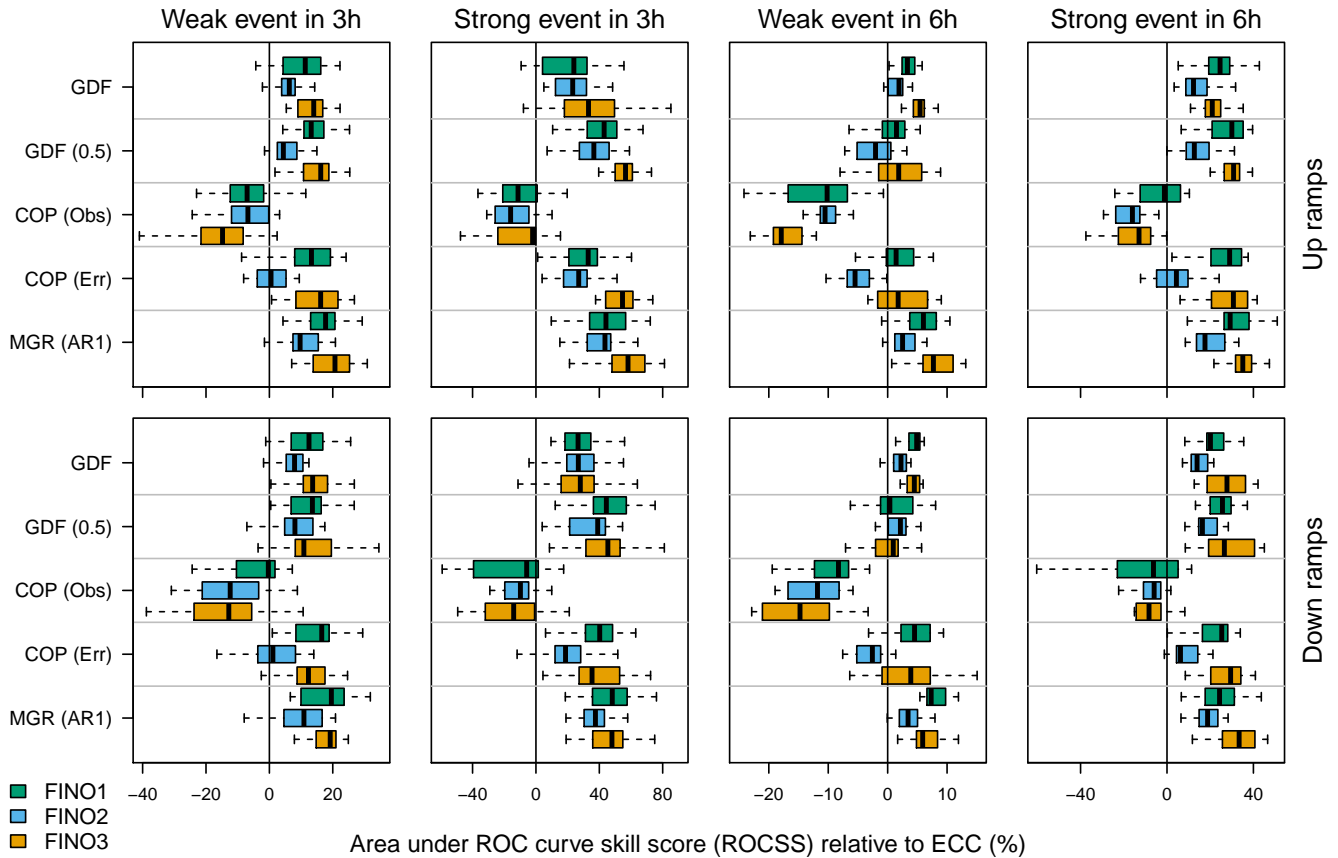 Weak event in 3h
Strong event in 3h
Weak event in 6h
Strong event in 6h
GDF
GDF (0.5)
COP (Obs)
COP (Err)
MGR (AR1)
Up ramps
GDF
GDF (0.5)
COP (Obs)
COP (Err)
MGR (AR1)
Down ramps
−40 −20 0 20
−40 0 40 80
−20 −10 0 10
−40 0 40
FINO1
FINO2
FINO3
Area under ROC curve skill score (ROCSS) relative to ECC (%)